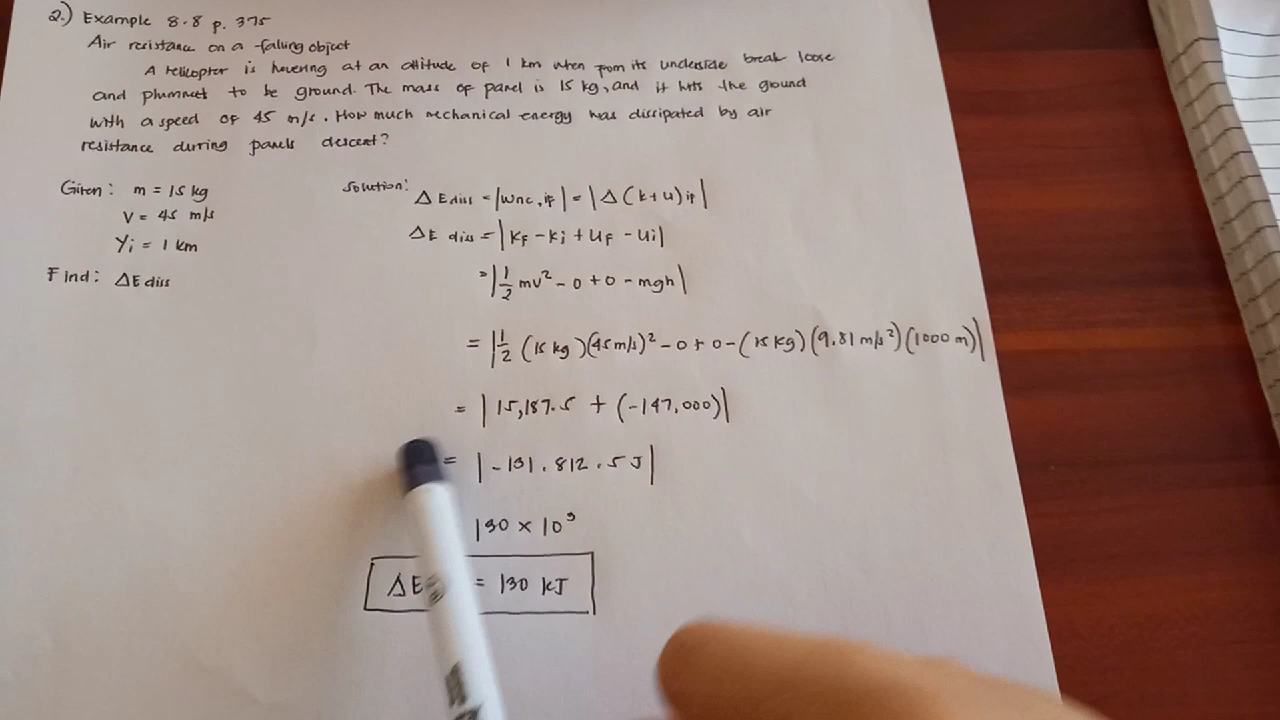 2.) Example 8.8 p. 375
Air resistance on a falling object
A Helicopter is hovering at an altitude of 1 km when from its underside break loose
and plummets to be ground. The mass of panel is 15 kg, and it hits the ground
with a speed of 45 m/s. How much mechanical energy was dissipated by air
resistance during panels descent?
Given: m = 15 kg
V = 45 m/s
Yi = 1 km
Find: ΔE diss
Solution: ΔE diss = |Wnc, if| = |Δ(k+u) if|
ΔE diss = |KF - Ki + UF - Ui|
= |1/2 mv² - 0 + 0 - mgh|
= |1/2 (15 kg)(45 m/s)² - 0 + 0 - (15 kg)(9.81 m/s²)(1000 m)|
= |15,187.5 + (-147,000)|
= |-131.812.5 J|
130 × 10³
ΔE = 130 kJ